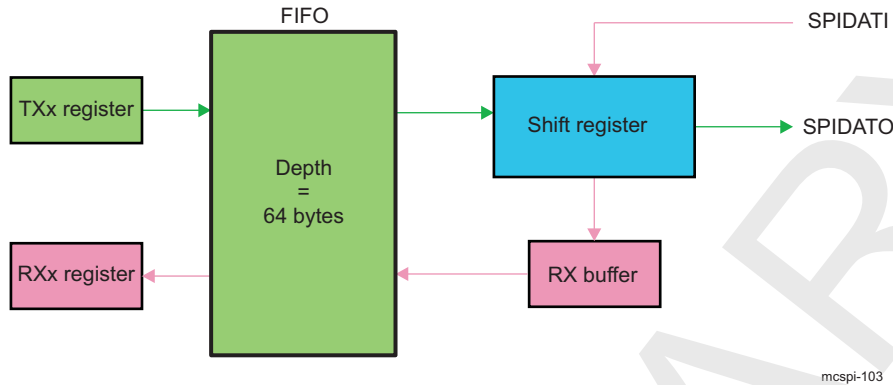 FIFO
SPIDATI
TXx register
Shift register
SPIDATO
Depth
=
64 bytes
RXx register
RX buffer
mcspi-103